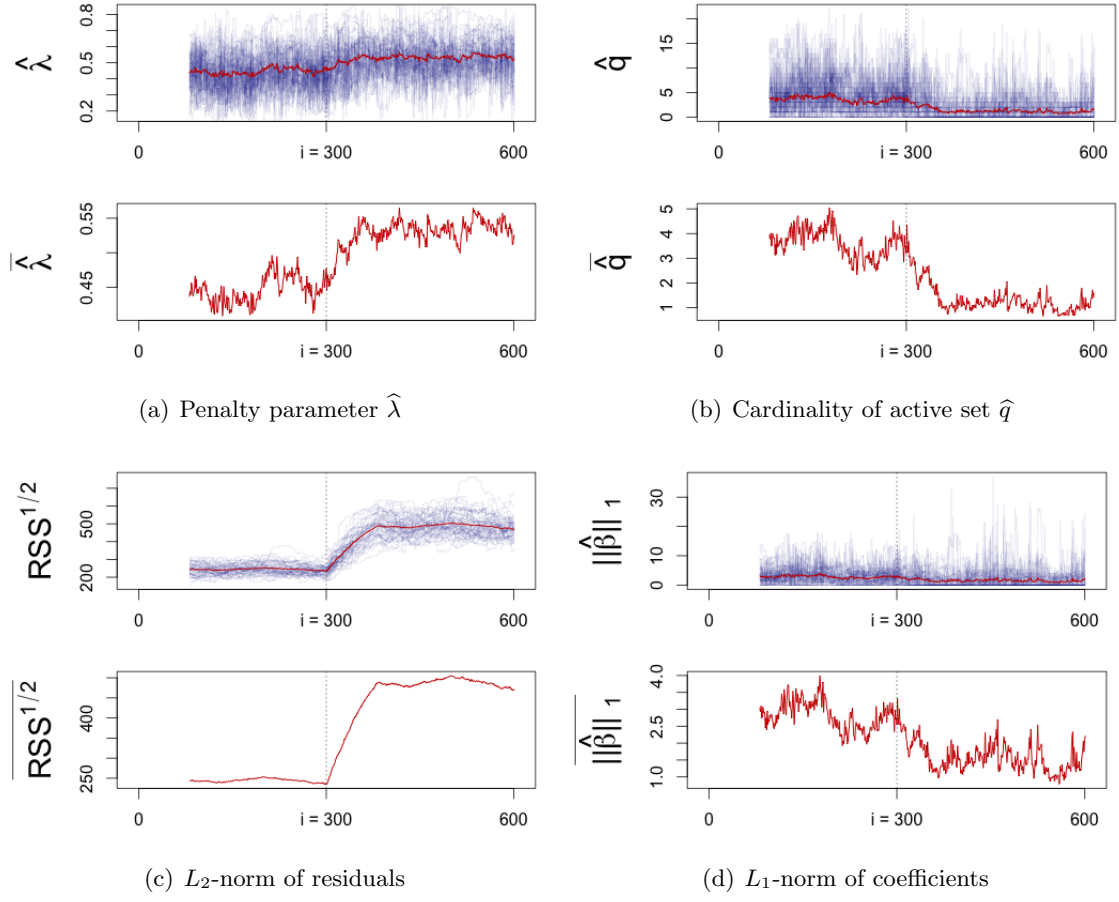 λ̂
0.8
0.5
0.2
0 i = 300 600
λ̂̅
0.55
0.45
0 i = 300 600
(a) Penalty parameter λ̂
q̂
15
5
0
0 i = 300 600
q̂̅
5
4
3
2
1
0 i = 300 600
(b) Cardinality of active set q̂
RSS^{1/2}
500
200
0 i = 300 600
\overline{RSS^{1/2}}
400
250
0 i = 300 600
(c) L₂-norm of residuals
||β̂||₁
30
10
0
0 i = 300 600
\overline{||β̂||₁}
4.0
2.5
1.0
0 i = 300 600
(d) L₁-norm of coefficients